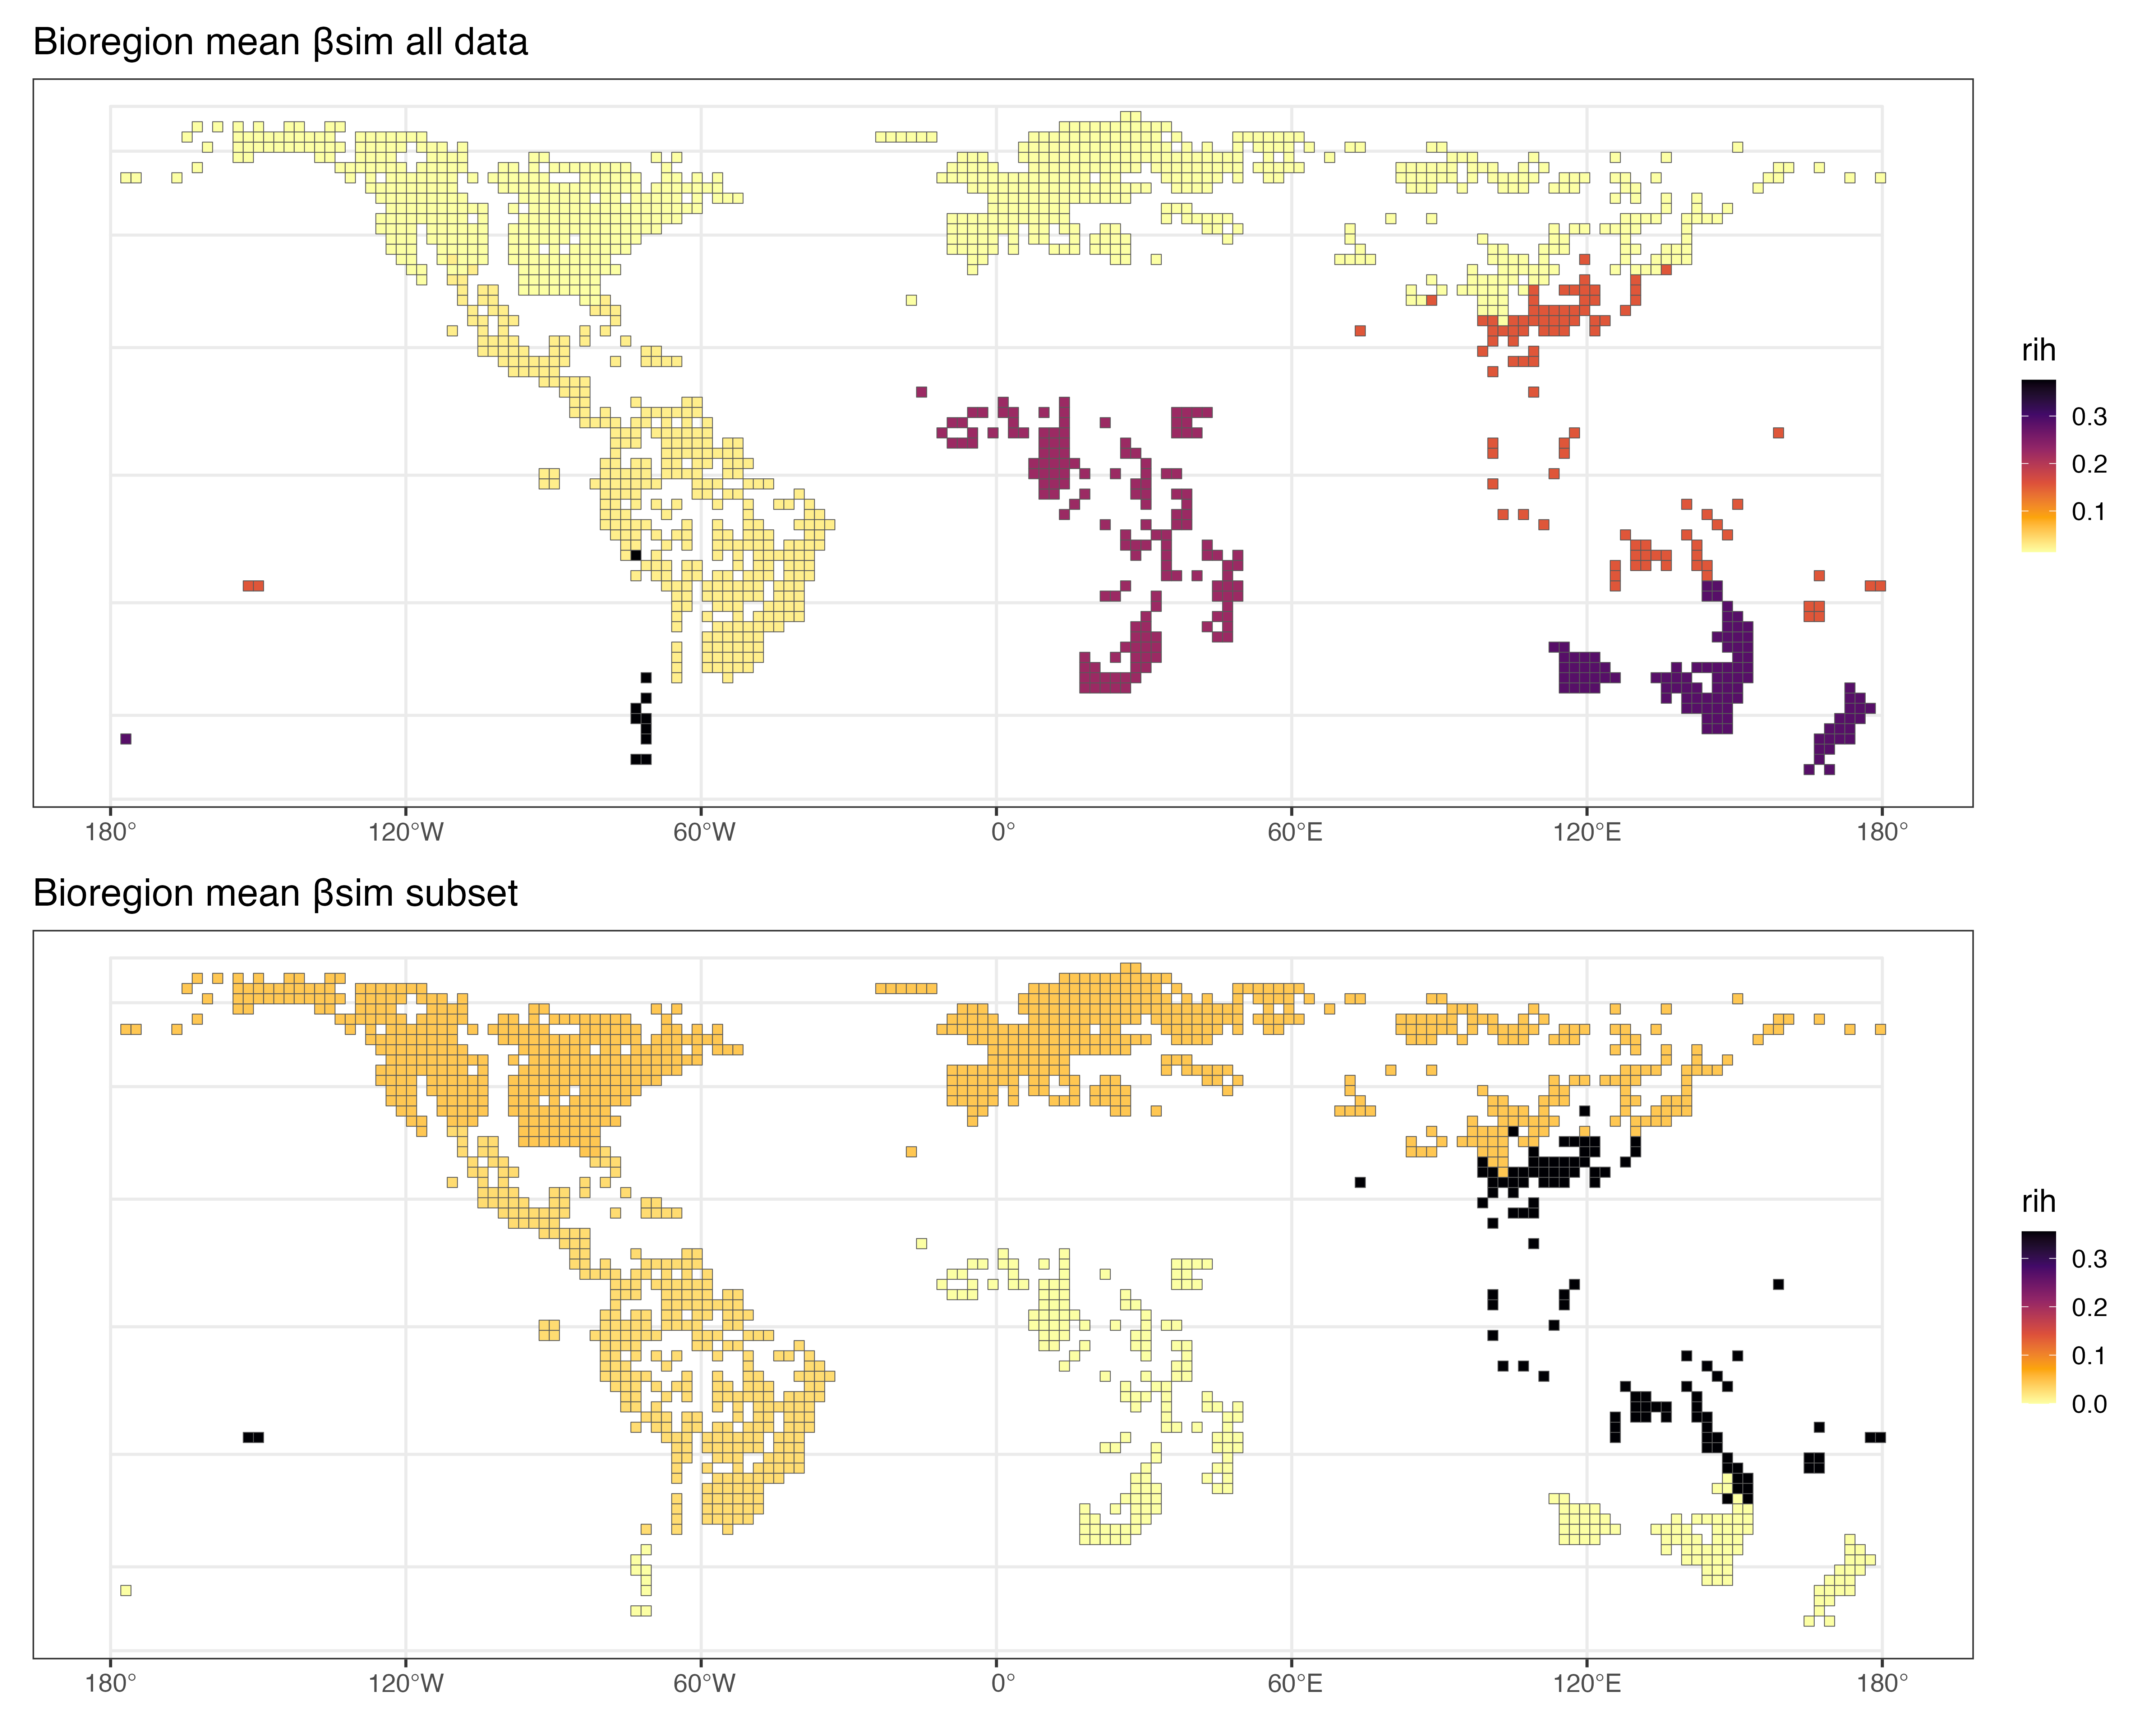 Bioregion mean βsim all data
rih
0.3
0.2
0.1
180° 120°W 60°W 0° 60°E 120°E 180°
Bioregion mean βsim subset
rih
0.3
0.2
0.1
0.0
180° 120°W 60°W 0° 60°E 120°E 180°